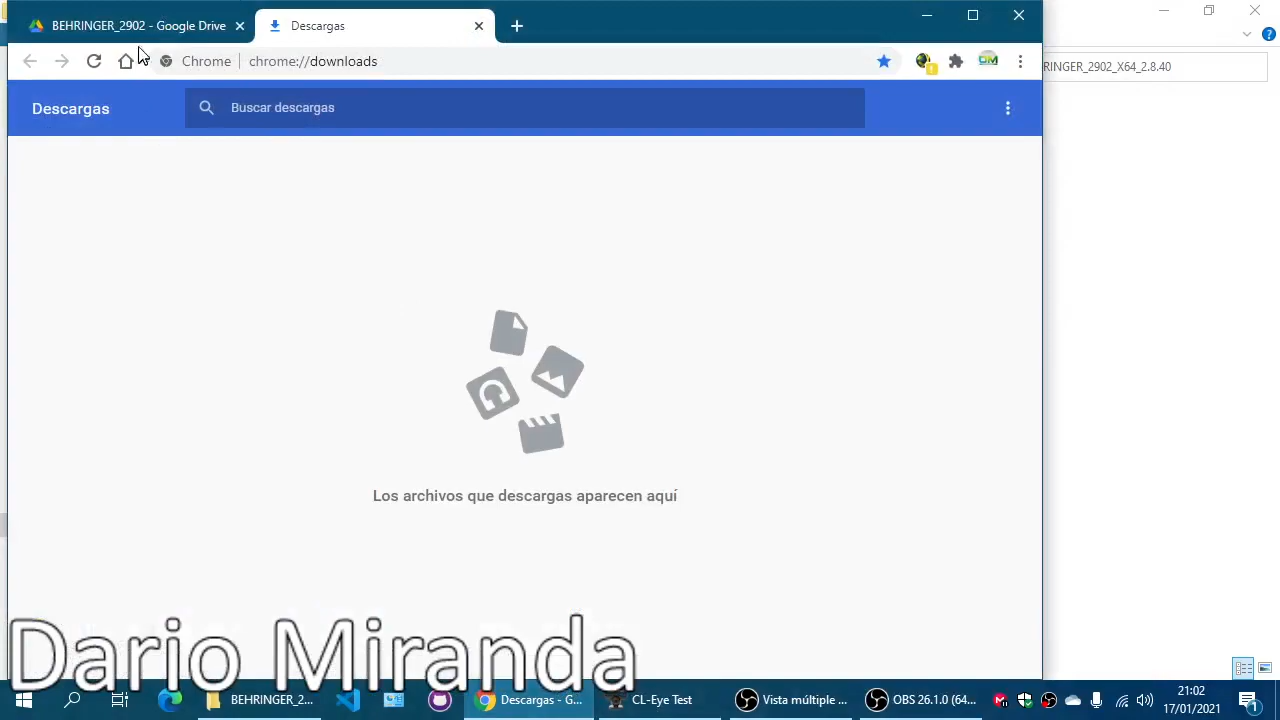 BEHRINGER_2902 - Google Drive
Descargas
Chrome
chrome://downloads
RINGER_2902_X64_2.8.40
Descargas
Buscar descargas
Los archivos que descargas aparecen aquí
Dario Miranda
BEHRINGER_2...
Descargas - G...
CL-Eye Test
Vista múltiple ...
OBS 26.1.0 (64...
21:02
17/01/2021